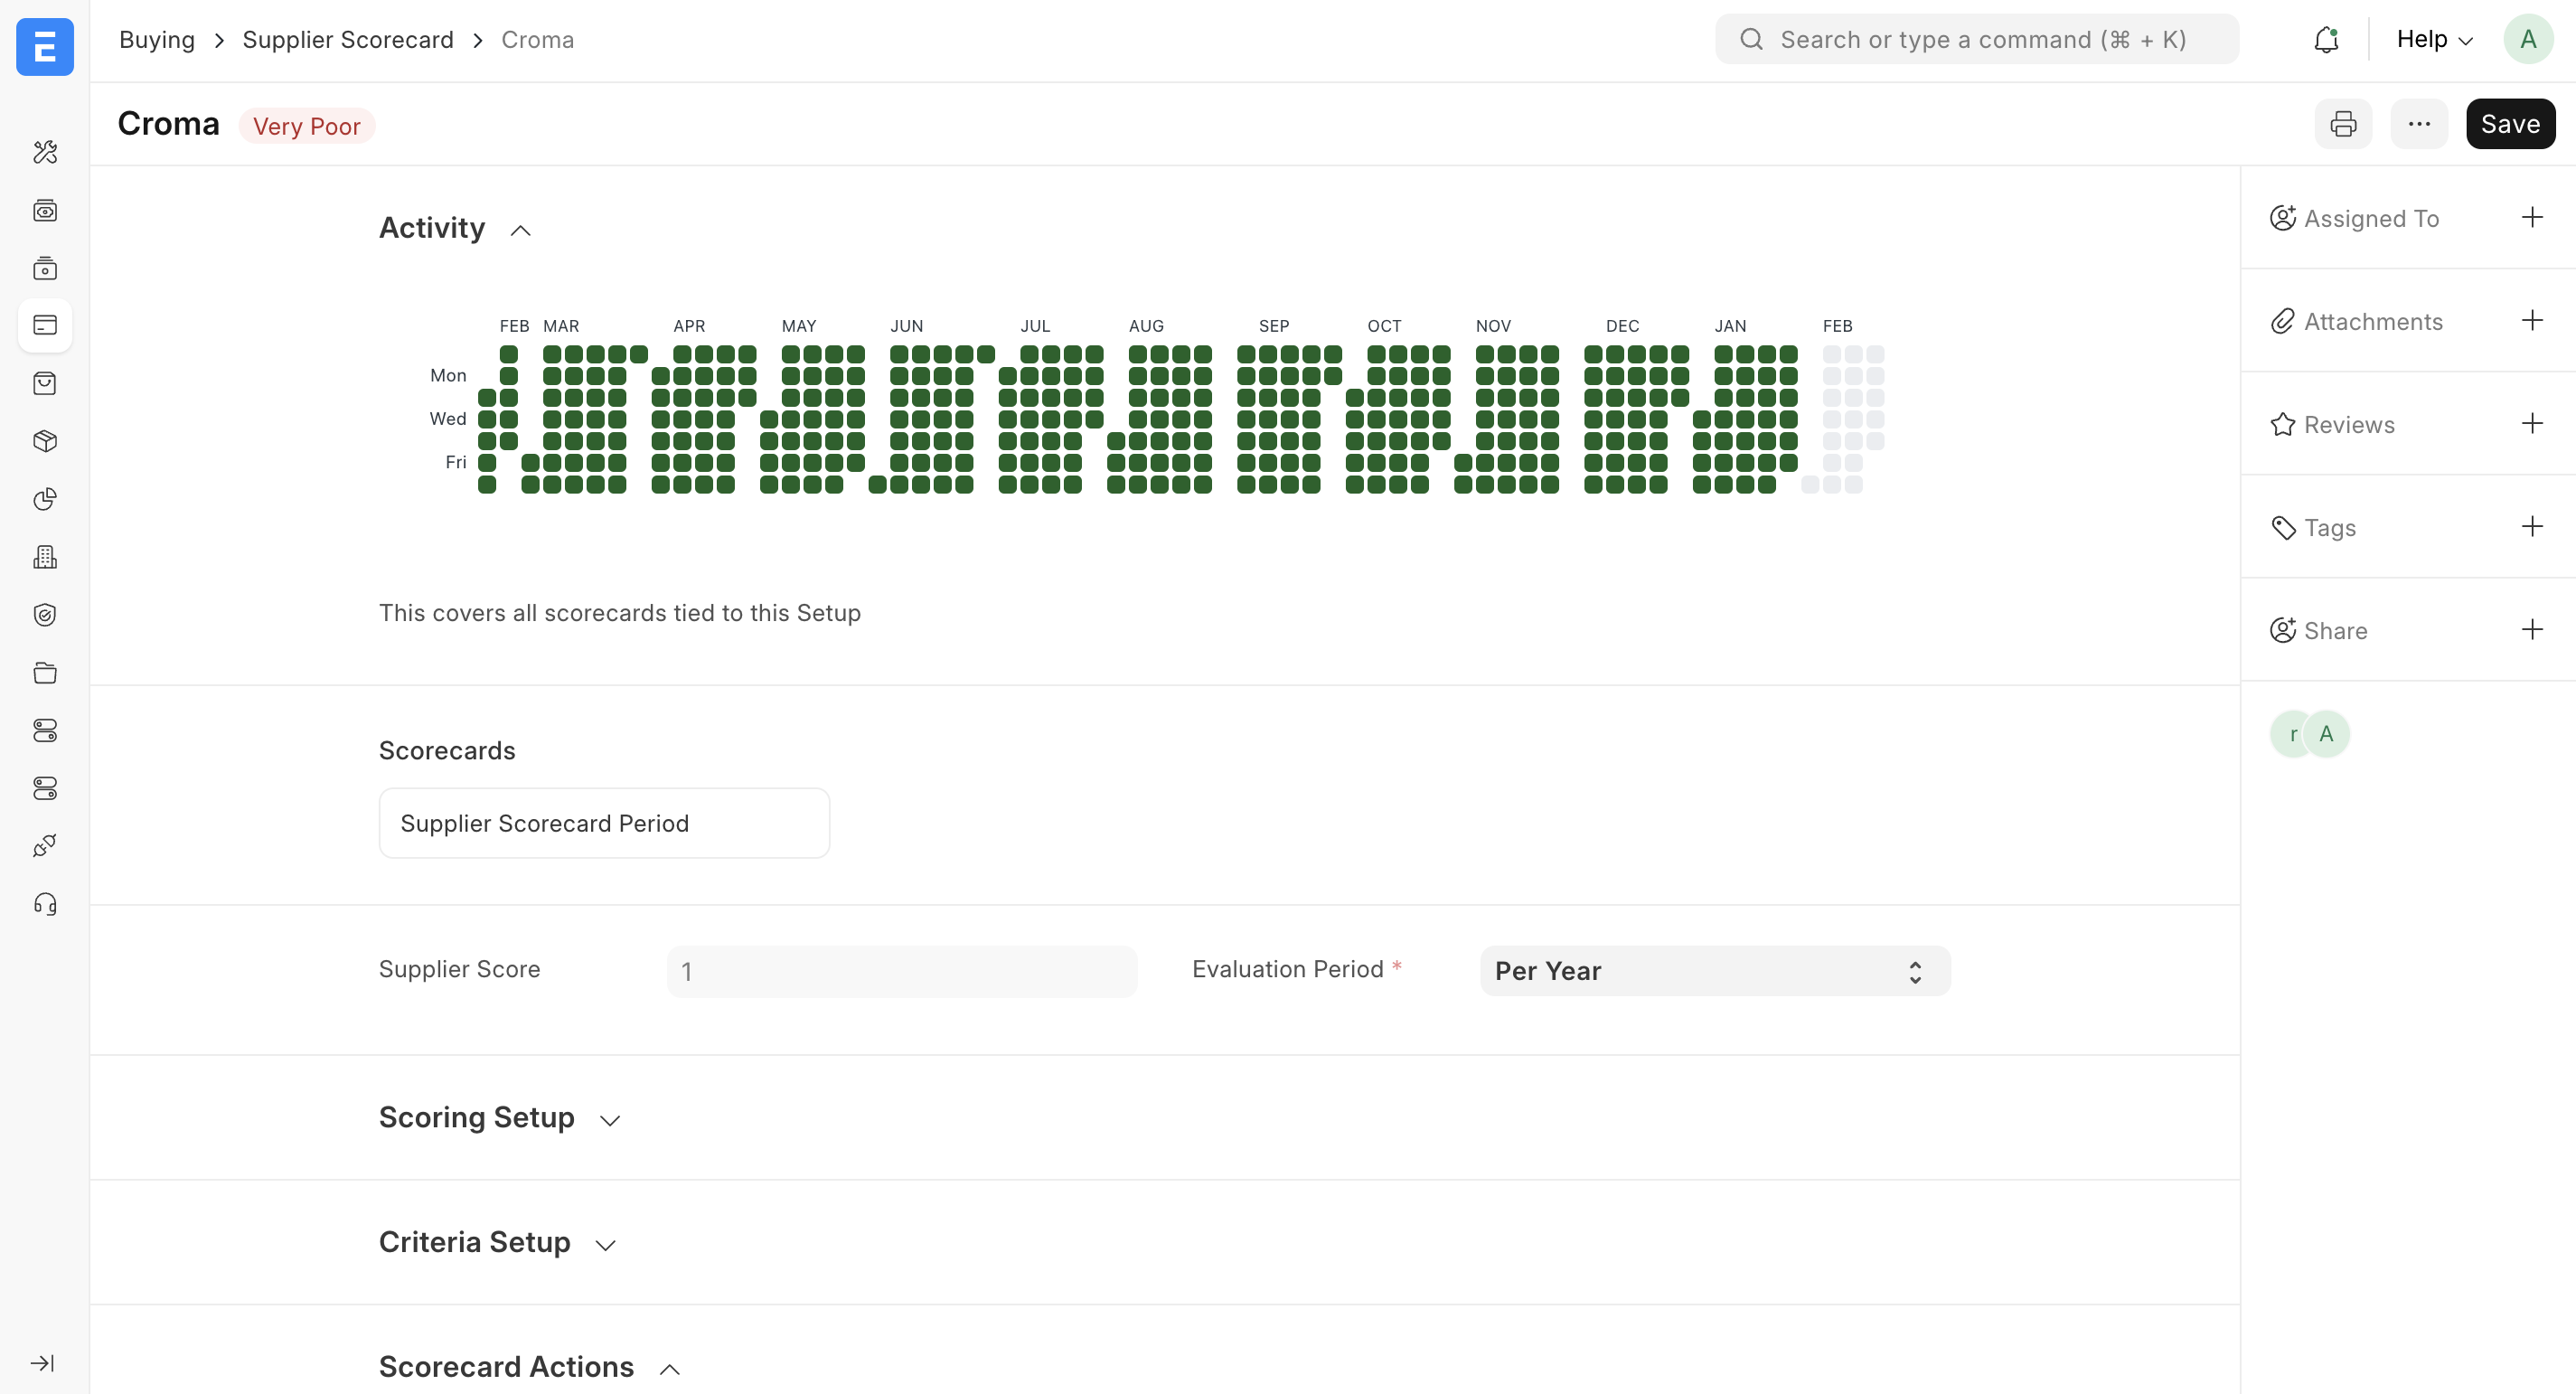 Buying > Supplier Scorecard > Croma
Search or type a command (⌘ + K)
Help
A
Croma
Very Poor
...
Save
Activity
FEB MAR APR MAY JUN JUL AUG SEP OCT NOV DEC JAN FEB
Mon
Wed
Fri
This covers all scorecards tied to this Setup
Scorecards
Supplier Scorecard Period
Supplier Score
1
Evaluation Period *
Per Year
Scoring Setup
Criteria Setup
Scorecard Actions
Assigned To
Attachments
Reviews
Tags
Share
r
A